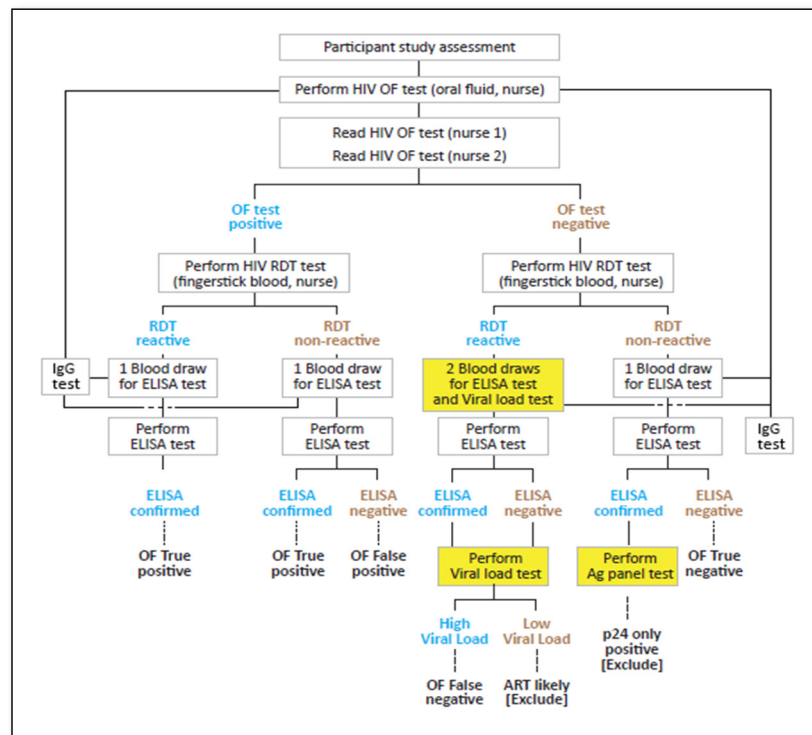 Participant study assessment
Perform HIV OF test (oral fluid, nurse)
Read HIV OF test (nurse 1)
Read HIV OF test (nurse 2)
OF test
positive
OF test
negative
Perform HIV RDT test
(fingerstick blood, nurse)
Perform HIV RDT test
(fingerstick blood, nurse)
RDT
reactive
RDT
non-reactive
RDT
reactive
RDT
non-reactive
IgG
test
1 Blood draw
for ELISA test
1 Blood draw
for ELISA test
2 Blood draws
for ELISA test
and Viral load test
1 Blood draw
for ELISA test
Perform
ELISA test
Perform
ELISA test
Perform
ELISA test
Perform
ELISA test
IgG
test
ELISA
confirmed
ELISA
confirmed
ELISA
negative
ELISA
confirmed
ELISA
negative
ELISA
confirmed
ELISA
negative
OF True
positive
OF True
positive
OF False
positive
Perform
Viral load test
Perform
Ag panel test
OF True
negative
High
Viral Load
Low
Viral Load
p24 only
positive
[Exclude]
OF False
negative
ART likely
[Exclude]